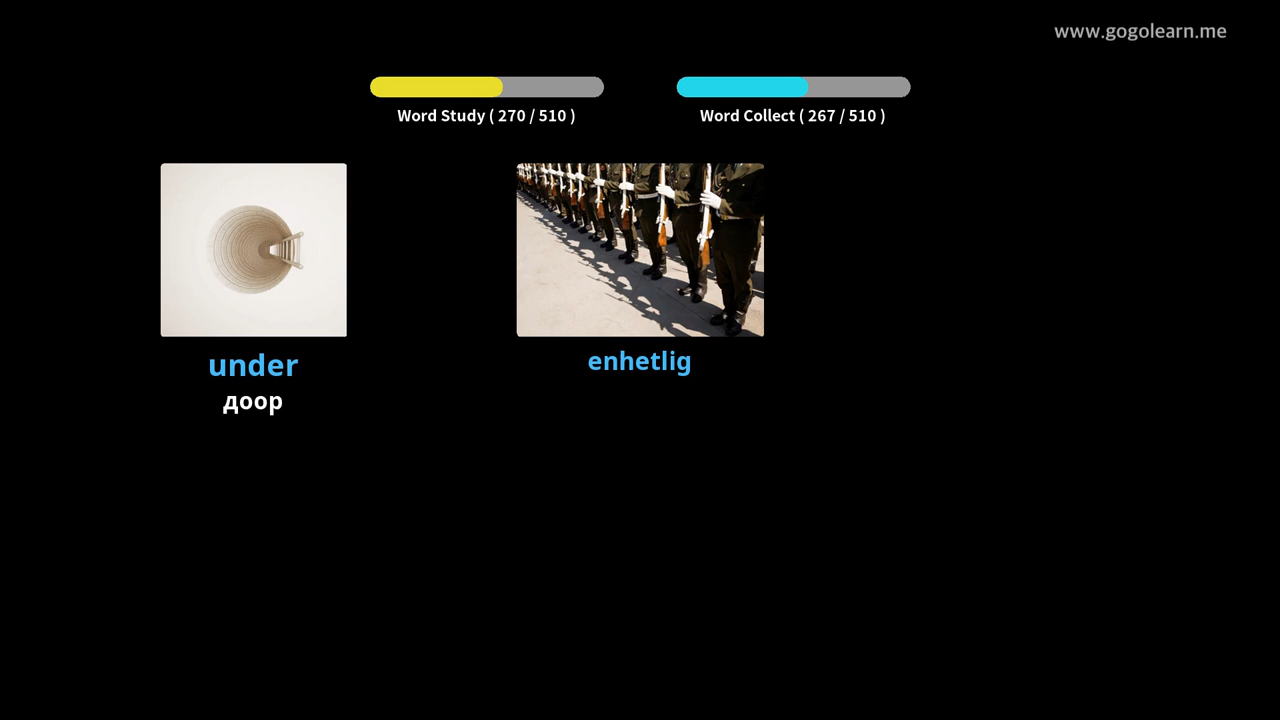 www.gogolearn.me
Word Study ( 270 / 510 )
Word Collect ( 267 / 510 )
under
доор
enhetlig